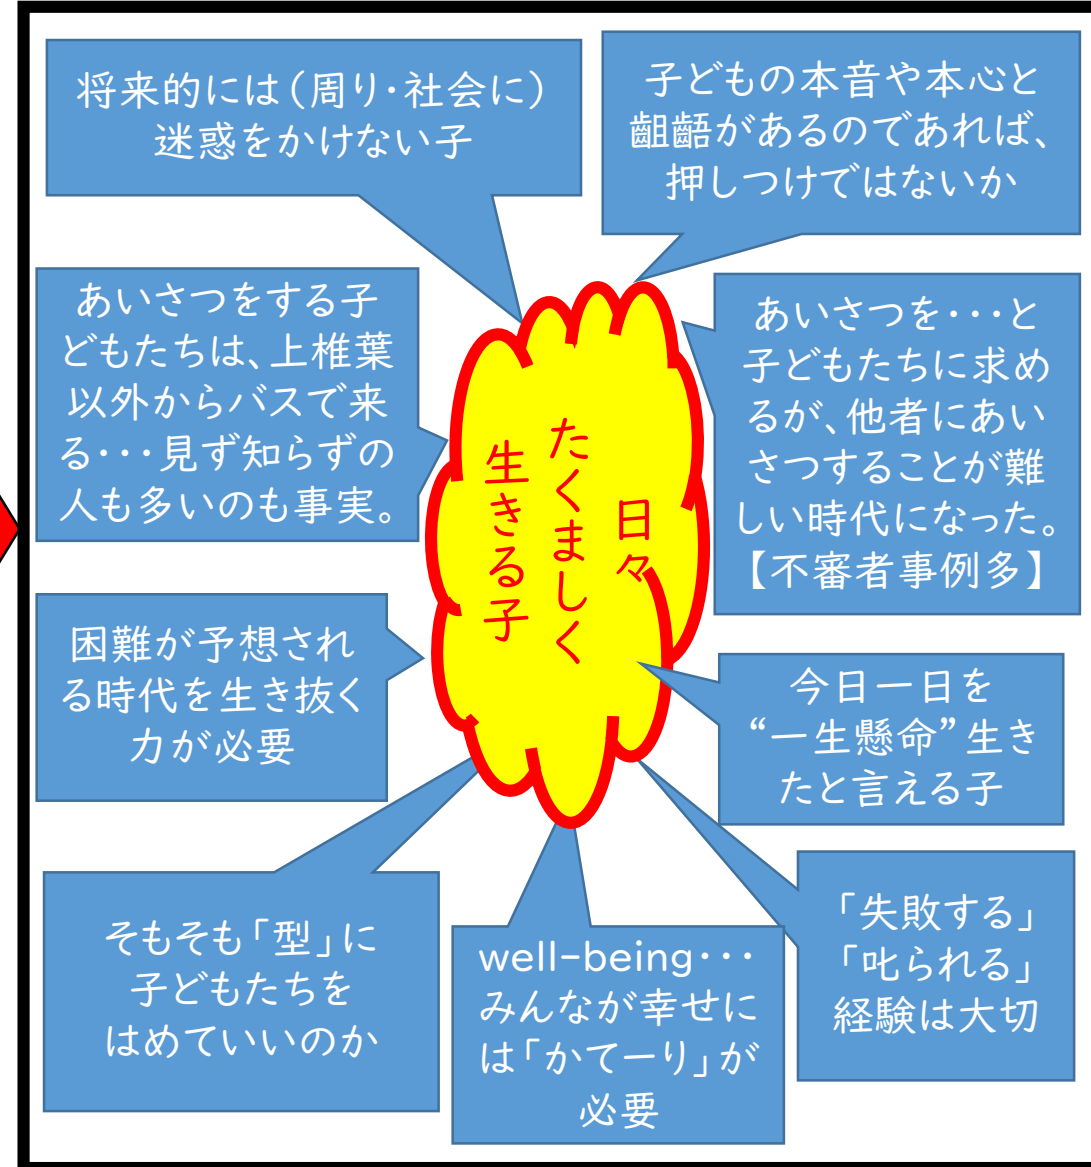 将来的には(周り・社会に)
迷惑をかけない子
子どもの本音や本心と
齟齬があるのであれば、
押しつけではないか
あいさつをする子
どもたちは、上椎葉
以外からバスで来
る・・・見ず知らずの
人も多いのも事実。
日々
たくましく
生きる子
あいさつを・・・と
子どもたちに求め
るが、他者にあい
さつすることが難
しい時代になった。
【不審者事例多】
困難が予想され
る時代を生き抜く
力が必要
今日一日を
“一生懸命”生き
たと言える子
そもそも「型」に
子どもたちを
はめていいのか
well-being・・・
みんなが幸せに
は「かてーり」が
必要
「失敗する」
「叱られる」
経験は大切